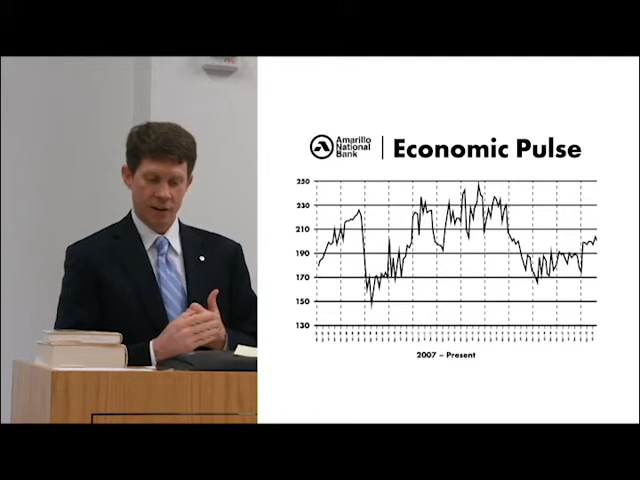 Amarillo
National
Bank
Economic Pulse
250
230
210
190
170
150
130
2007 – Present